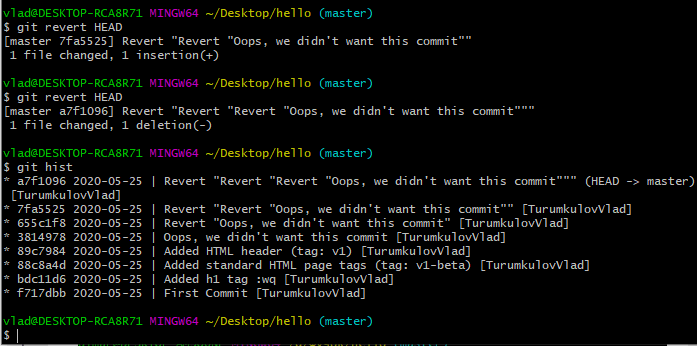 vlad@DESKTOP-RCA8R71 MINGW64 ~/Desktop/hello (master)
$ git revert HEAD
[master 7fa5525] Revert "Revert "Oops, we didn't want this commit""
1 file changed, 1 insertion(+)
vlad@DESKTOP-RCA8R71 MINGW64 ~/Desktop/hello (master)
$ git revert HEAD
[master a7f1096] Revert "Revert "Revert "Oops, we didn't want this commit"""
1 file changed, 1 deletion(-)
vlad@DESKTOP-RCA8R71 MINGW64 ~/Desktop/hello (master)
$ git hist
* a7f1096 2020-05-25 | Revert "Revert "Revert "Oops, we didn't want this commit""" (HEAD -> master)
[TurumkulovVlad]
* 7fa5525 2020-05-25 | Revert "Revert "Oops, we didn't want this commit"" [TurumkulovVlad]
* 655c1f8 2020-05-25 | Revert "Oops, we didn't want this commit" [TurumkulovVlad]
* 3814978 2020-05-25 | Oops, we didn't want this commit [TurumkulovVlad]
* 89c7984 2020-05-25 | Added HTML header (tag: v1) [TurumkulovVlad]
* 88c8a4d 2020-05-25 | Added standard HTML page tags (tag: v1-beta) [TurumkulovVlad]
* bdc11d6 2020-05-25 | Added h1 tag :wq [TurumkulovVlad]
* f717dbb 2020-05-25 | First Commit [TurumkulovVlad]
vlad@DESKTOP-RCA8R71 MINGW64 ~/Desktop/hello (master)
$